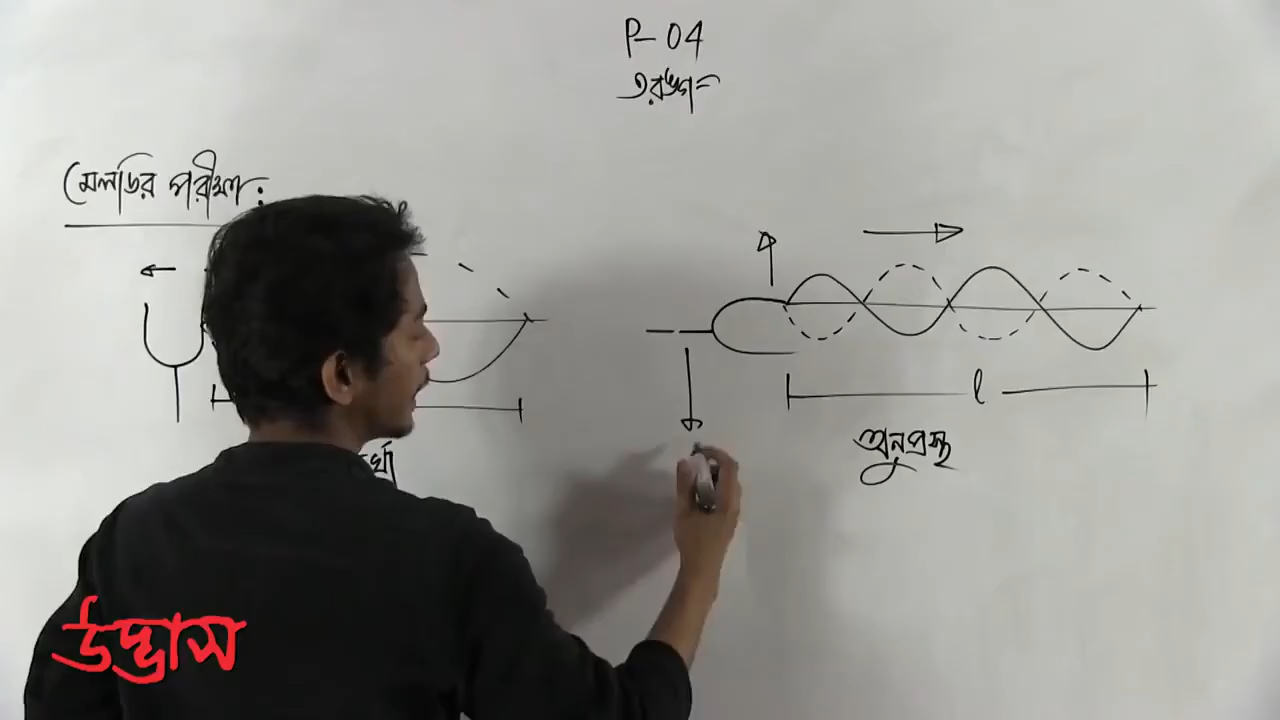 P-04
তরঙ্গ
মেলডির পরীক্ষা:
l
অনুপ্রস্থ
উদ্ভাস